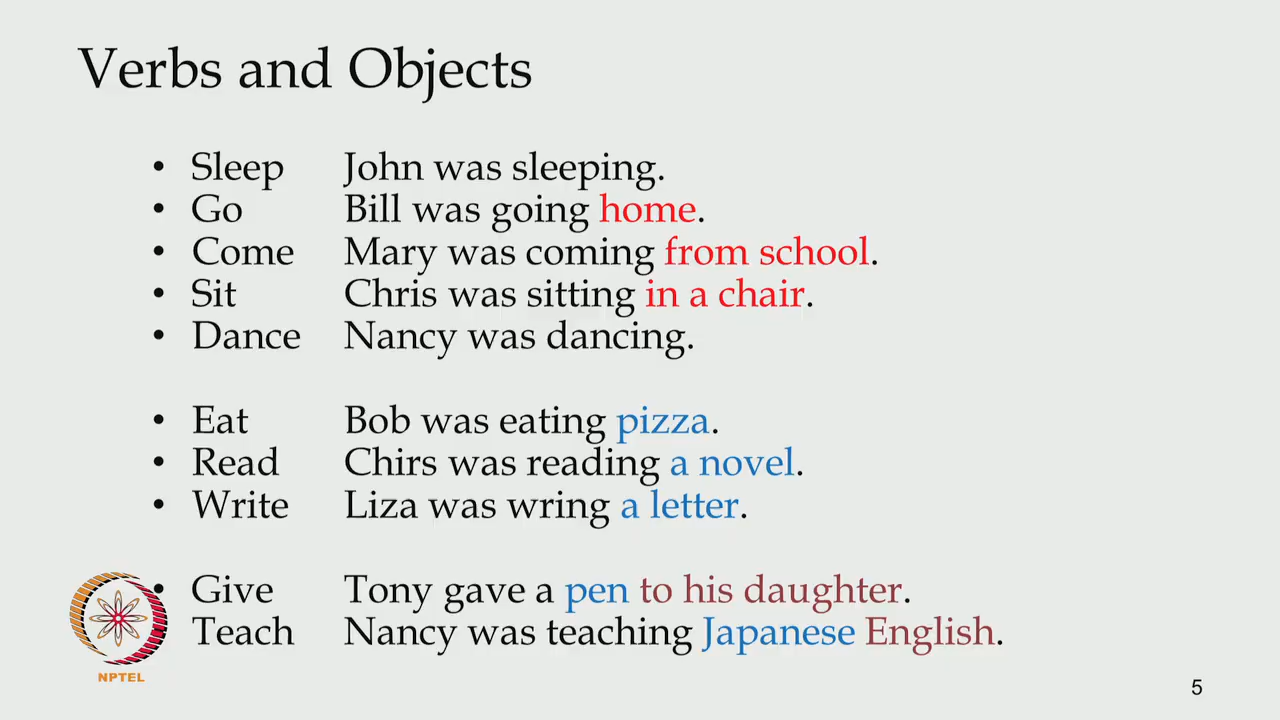 Verbs and Objects
• Sleep John was sleeping.
• Go Bill was going home.
• Come Mary was coming from school.
• Sit Chris was sitting in a chair.
• Dance Nancy was dancing.
• Eat Bob was eating pizza.
• Read Chirs was reading a novel.
• Write Liza was wring a letter.
• Give Tony gave a pen to his daughter.
Teach Nancy was teaching Japanese English.
NPTEL
5